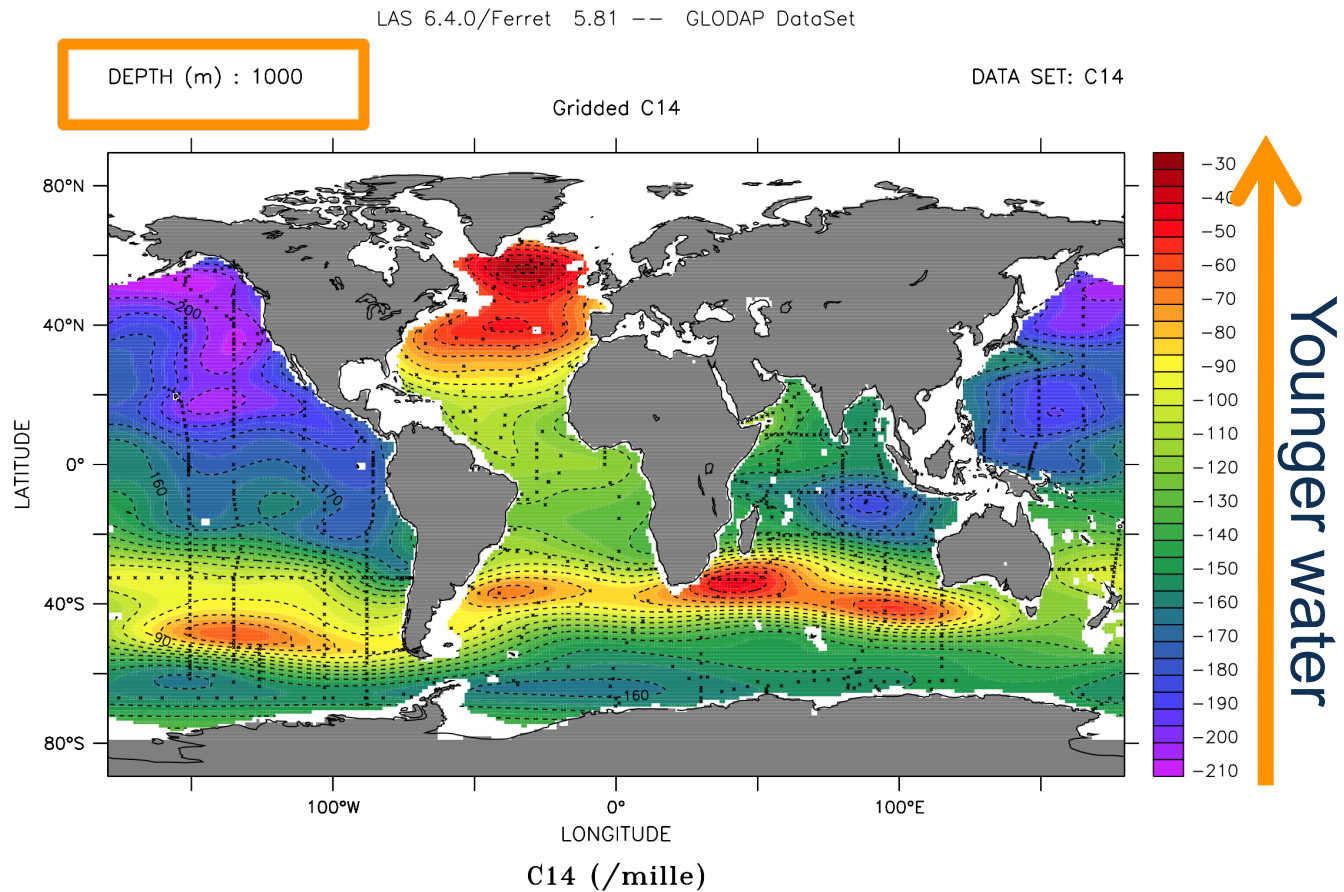 LAS 6.4.0/Ferret 5.81 -- GLODAP DataSet
DEPTH (m) : 1000
DATA SET: C14
Gridded C14
80°N
40°N
0°
40°S
80°S
LATITUDE
100°W
0°
100°E
LONGITUDE
C14 (/mille)
-200
-160
-170
-90
-160
-30
-40
-50
-60
-70
-80
-90
-100
-110
-120
-130
-140
-150
-160
-170
-180
-190
-200
-210
Younger water